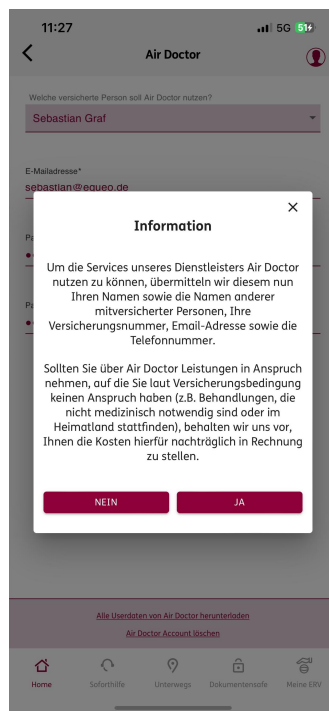 11:27
5G 51
Air Doctor
Welche versicherte Person soll Air Doctor nutzen?
Sebastian Graf
E-Mailadresse*
sebastian@equeo.de
Information
Um die Services unseres Dienstleisters Air Doctor
nutzen zu können, übermitteln wir diesem nun
Ihren Namen sowie die Namen anderer
mitversicherter Personen, Ihre
Versicherungsnummer, Email-Adresse sowie die
Telefonnummer.
Sollten Sie über Air Doctor Leistungen in Anspruch
nehmen, auf die Sie laut Versicherungsbedingung
keinen Anspruch haben (z.B. Behandlungen, die
nicht medizinisch notwendig sind oder im
Heimatland stattfinden), behalten wir uns vor,
Ihnen die Kosten hierfür nachträglich in Rechnung
zu stellen.
NEIN JA
Alle Userdaten von Air Doctor herunterladen
Air Doctor Account löschen
Home Soforthilfe Unterwegs Dokumentensafe Meine ERV